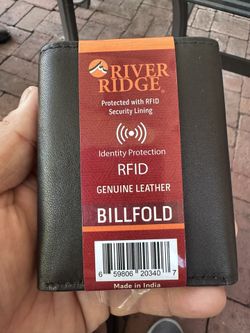 RIVER
RIDGE®
Protected with RFID
Security Lining
Identity Protection
RFID
GENUINE LEATHER
BILLFOLD
6 59806 20340 7
Made in India